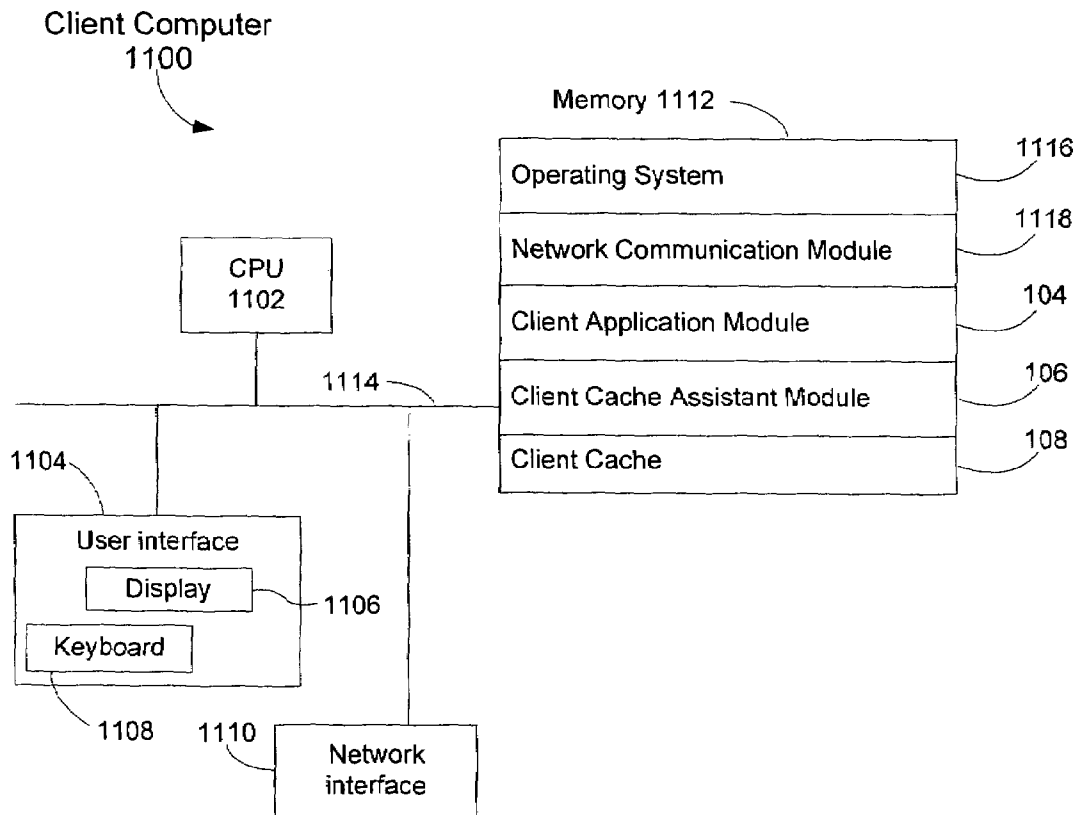 Client Computer
1100
Memory 1112
Operating System
1116
Network Communication Module
1118
CPU
1102
Client Application Module
104
1114
Client Cache Assistant Module
106
Client Cache
108
1104
User interface
Display
1106
Keyboard
1108
1110
Network
interface